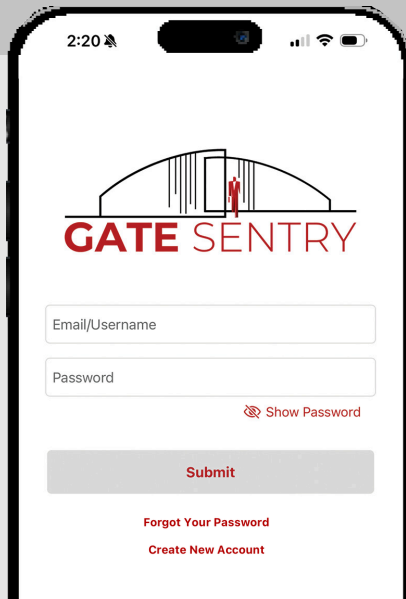 2:20
GATE SENTRY
Email/Username
Password
Show Password
Submit
Forgot Your Password
Create New Account